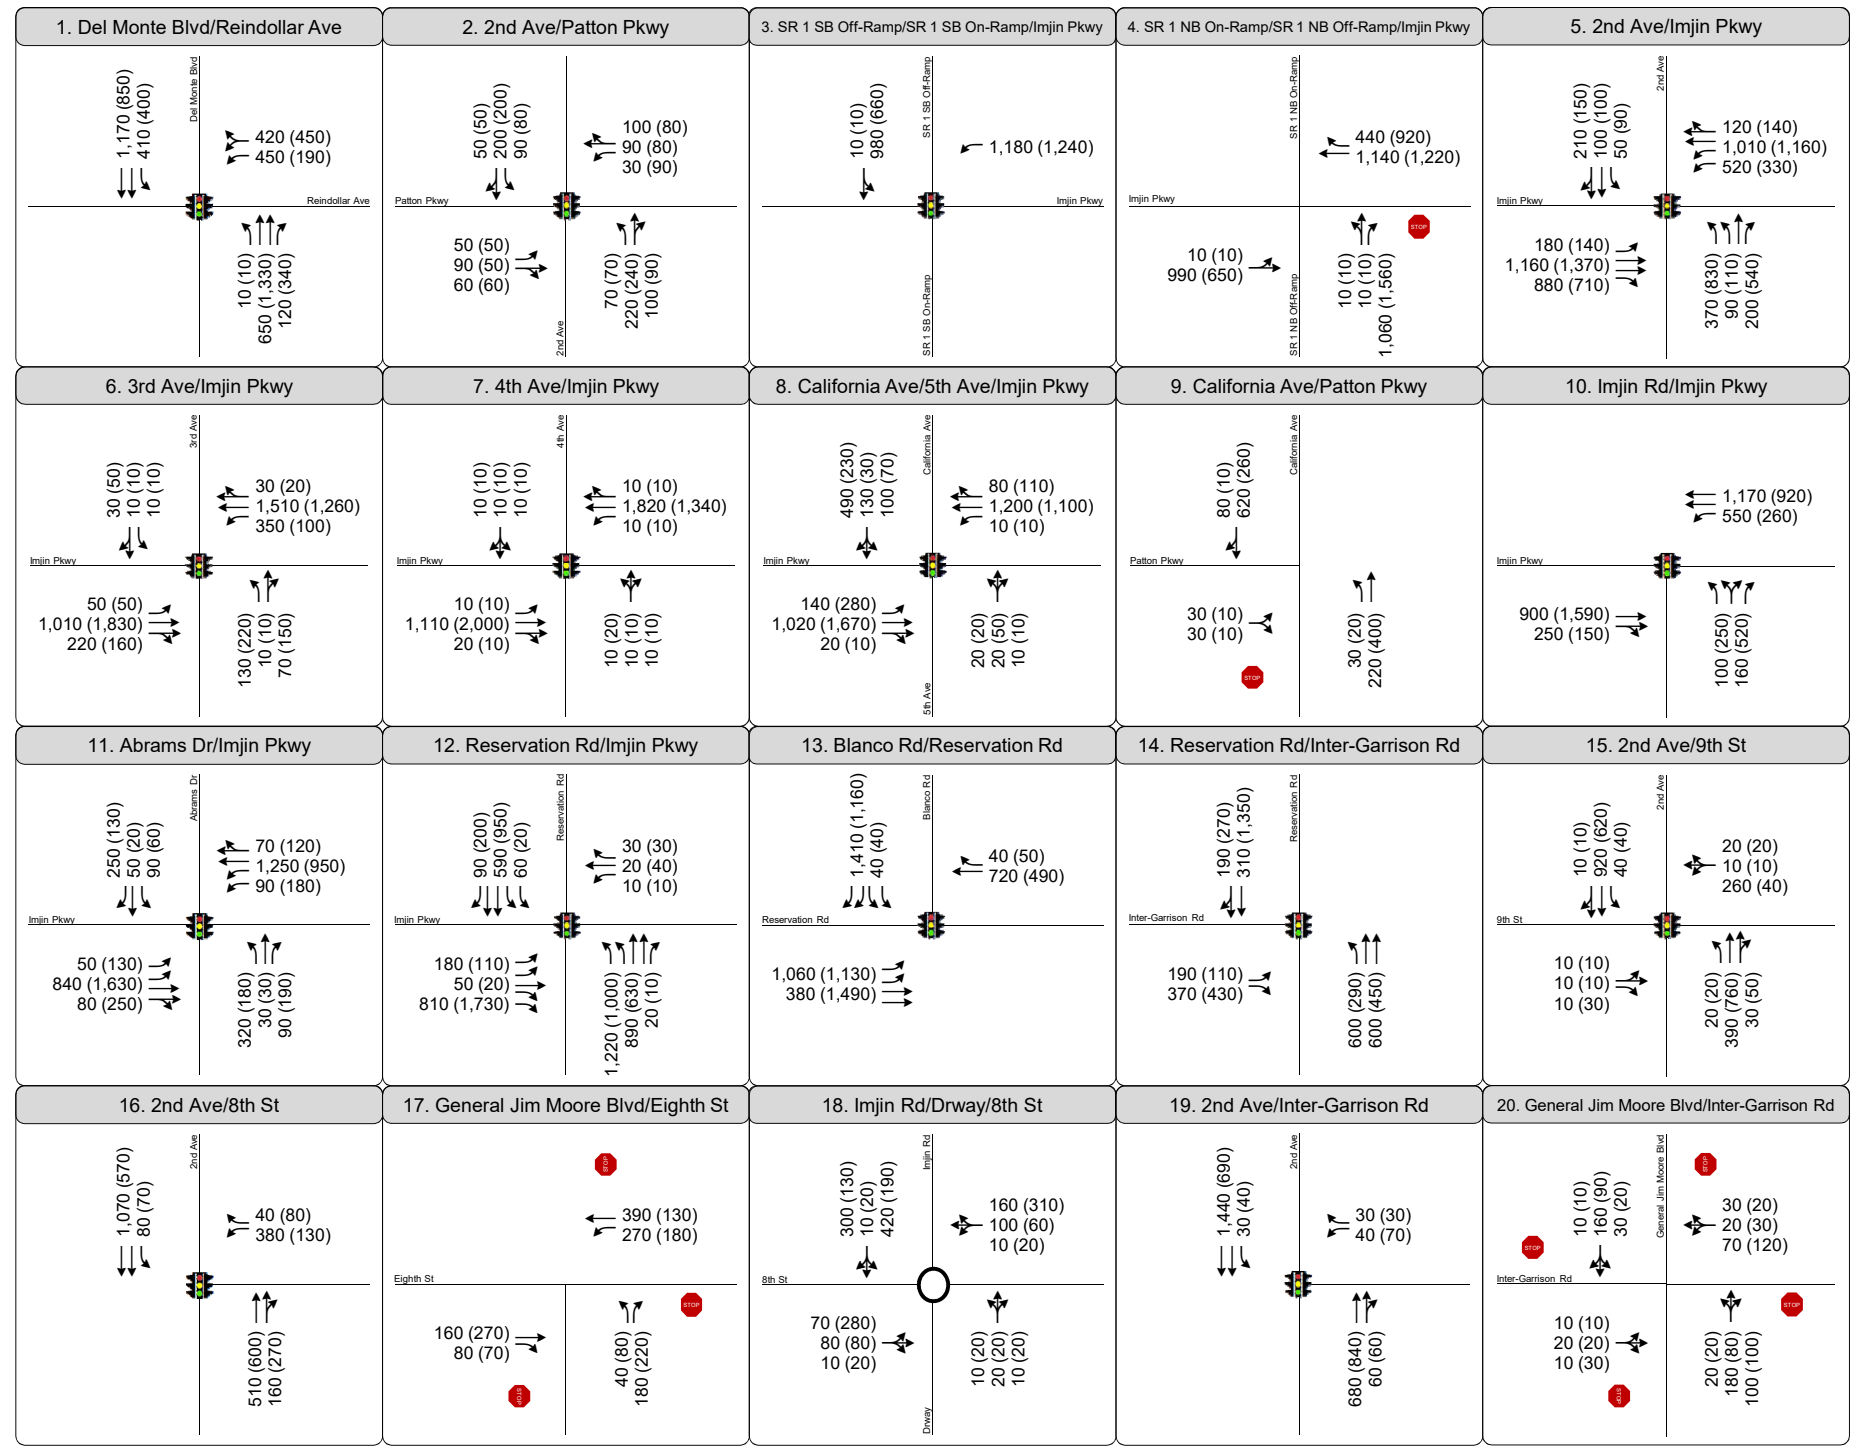 1. Del Monte Blvd/Reindollar Ave
Del Monte Blvd
1,170 (850)
410 (400)
420 (450)
450 (190)
Reindollar Ave
10 (10)
650 (1,330)
120 (340)
2. 2nd Ave/Patton Pkwy
50 (50)
200 (200)
90 (80)
100 (80)
90 (80)
30 (90)
Patton Pkwy
50 (50)
90 (50)
60 (60)
70 (70)
220 (240)
100 (90)
2nd Ave
3. SR 1 SB Off-Ramp/SR 1 SB On-Ramp/Imjin Pkwy
SR 1 SB Off-Ramp
10 (10)
980 (660)
1,180 (1,240)
Imjin Pkwy
SR 1 SB On-Ramp
4. SR 1 NB On-Ramp/SR 1 NB Off-Ramp/Imjin Pkwy
SR 1 NB On-Ramp
440 (920)
1,140 (1,220)
Imjin Pkwy
STOP
10 (10)
990 (650)
10 (10)
10 (10)
1,060 (1,560)
SR 1 NB Off-Ramp
5. 2nd Ave/Imjin Pkwy
2nd Ave
210 (150)
100 (100)
50 (90)
120 (140)
1,010 (1,160)
520 (330)
Imjin Pkwy
180 (140)
1,160 (1,370)
880 (710)
370 (830)
90 (110)
200 (540)
6. 3rd Ave/Imjin Pkwy
3rd Ave
30 (50)
10 (10)
10 (10)
30 (20)
1,510 (1,260)
350 (100)
Imjin Pkwy
50 (50)
1,010 (1,830)
220 (160)
130 (220)
10 (10)
70 (150)
7. 4th Ave/Imjin Pkwy
4th Ave
10 (10)
10 (10)
10 (10)
10 (10)
1,820 (1,340)
10 (10)
Imjin Pkwy
10 (10)
1,110 (2,000)
20 (10)
10 (20)
10 (10)
10 (10)
8. California Ave/5th Ave/Imjin Pkwy
California Ave
490 (230)
130 (30)
100 (70)
80 (110)
1,200 (1,100)
10 (10)
Imjin Pkwy
140 (280)
1,020 (1,670)
20 (10)
20 (20)
20 (50)
10 (10)
5th Ave
9. California Ave/Patton Pkwy
California Ave
80 (10)
620 (260)
Patton Pkwy
30 (10)
30 (10)
STOP
30 (20)
220 (400)
10. Imjin Rd/Imjin Pkwy
1,170 (920)
550 (260)
Imjin Pkwy
900 (1,590)
250 (150)
100 (250)
160 (520)
11. Abrams Dr/Imjin Pkwy
Abrams Dr
250 (130)
50 (20)
90 (60)
70 (120)
1,250 (950)
90 (180)
Imjin Pkwy
50 (130)
840 (1,630)
80 (250)
320 (180)
30 (30)
90 (190)
12. Reservation Rd/Imjin Pkwy
Reservation Rd
90 (200)
590 (950)
60 (20)
30 (30)
20 (40)
10 (10)
Imjin Pkwy
180 (110)
50 (20)
810 (1,730)
1,220 (1,000)
890 (630)
20 (10)
13. Blanco Rd/Reservation Rd
Blanco Rd
1,410 (1,160)
40 (40)
40 (50)
720 (490)
Reservation Rd
1,060 (1,130)
380 (1,490)
14. Reservation Rd/Inter-Garrison Rd
Reservation Rd
190 (270)
310 (1,350)
Inter-Garrison Rd
190 (110)
370 (430)
600 (290)
600 (450)
15. 2nd Ave/9th St
2nd Ave
10 (10)
920 (620)
40 (40)
20 (20)
10 (10)
260 (40)
9th St
10 (10)
10 (10)
10 (30)
20 (20)
390 (760)
30 (50)
16. 2nd Ave/8th St
2nd Ave
1,070 (570)
80 (70)
40 (80)
380 (130)
510 (600)
160 (270)
17. General Jim Moore Blvd/Eighth St
STOP
390 (130)
270 (180)
Eighth St
STOP
160 (270)
80 (70)
40 (80)
180 (220)
STOP
18. Imjin Rd/Drway/8th St
Imjin Rd
300 (130)
10 (20)
420 (190)
160 (310)
100 (60)
10 (20)
8th St
70 (280)
80 (80)
10 (20)
10 (20)
20 (20)
10 (20)
Drway
19. 2nd Ave/Inter-Garrison Rd
2nd Ave
1,440 (690)
30 (40)
30 (30)
40 (70)
680 (840)
60 (60)
20. General Jim Moore Blvd/Inter-Garrison Rd
General Jim Moore Blvd
STOP
10 (10)
160 (90)
30 (20)
30 (20)
20 (30)
70 (120)
STOP
Inter-Garrison Rd
STOP
10 (10)
20 (20)
10 (30)
20 (20)
180 (80)
100 (100)
STOP